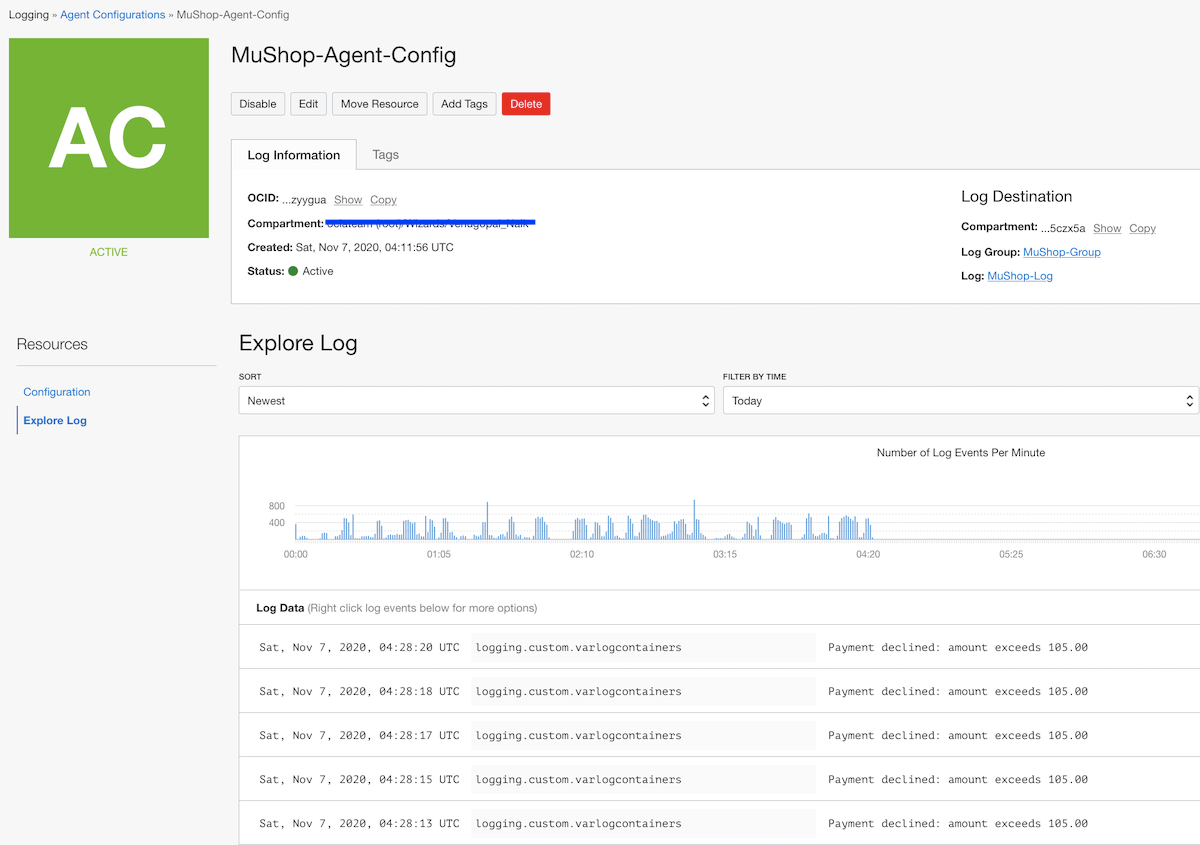 Logging » Agent Configurations » MuShop-Agent-Config
AC
ACTIVE
MuShop-Agent-Config
Disable Edit Move Resource Add Tags Delete
Log Information Tags
OCID: ...zyygua Show Copy
Compartment:
Created: Sat, Nov 7, 2020, 04:11:56 UTC
Status: Active
Log Destination
Compartment: ...5czx5a Show Copy
Log Group: MuShop-Group
Log: MuShop-Log
Resources
Configuration
Explore Log
Explore Log
SORT FILTER BY TIME
Newest Today
Number of Log Events Per Minute
800
400
00:00 01:05 02:10 03:15 04:20 05:25 06:30
Log Data (Right click log events below for more options)
Sat, Nov 7, 2020, 04:28:20 UTC logging.custom.varlogcontainers Payment declined: amount exceeds 105.00
Sat, Nov 7, 2020, 04:28:18 UTC logging.custom.varlogcontainers Payment declined: amount exceeds 105.00
Sat, Nov 7, 2020, 04:28:17 UTC logging.custom.varlogcontainers Payment declined: amount exceeds 105.00
Sat, Nov 7, 2020, 04:28:15 UTC logging.custom.varlogcontainers Payment declined: amount exceeds 105.00
Sat, Nov 7, 2020, 04:28:13 UTC logging.custom.varlogcontainers Payment declined: amount exceeds 105.00